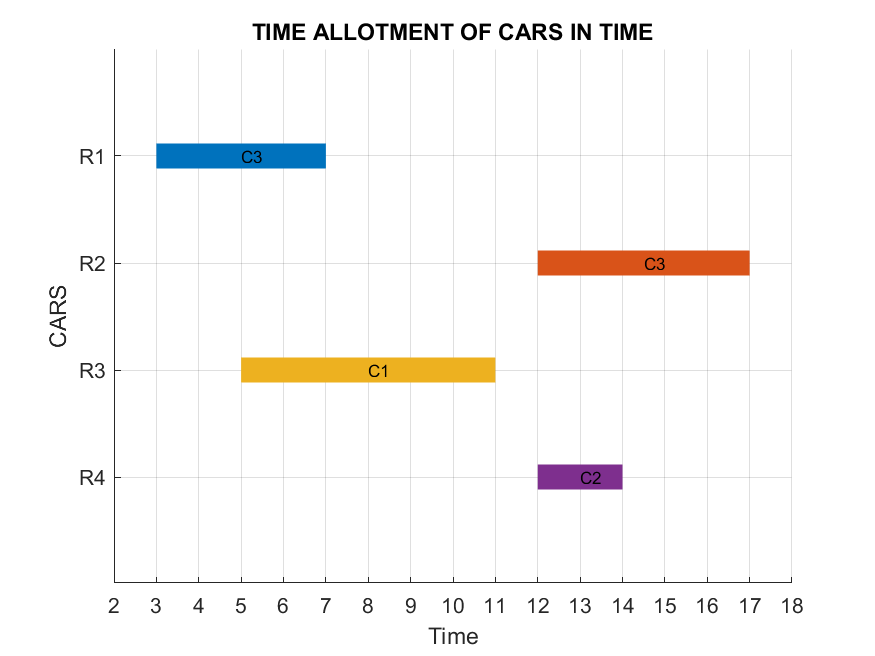 TIME ALLOTMENT OF CARS IN TIME
R1
C3
R2
C3
CARS
R3
C1
R4
C2
2 3 4 5 6 7 8 9 10 11 12 13 14 15 16 17 18
Time